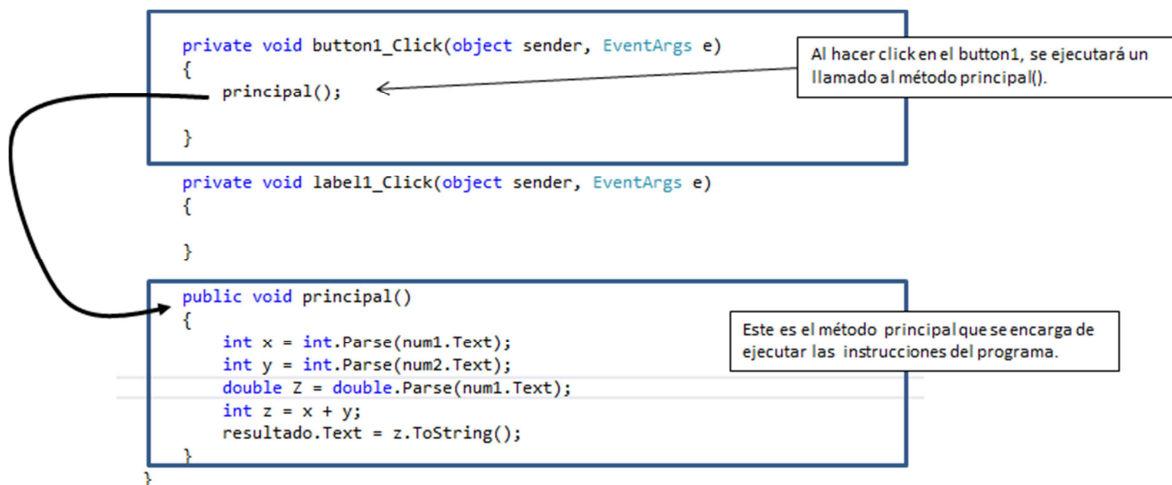 private void button1_Click(object sender, EventArgs e)
{
principal();
}
Al hacer click en el button1, se ejecutará un
llamado al método principal().
private void label1_Click(object sender, EventArgs e)
{
}
public void principal()
{
int x = int.Parse(num1.Text);
int y = int.Parse(num2.Text);
double Z = double.Parse(num1.Text);
int z = x + y;
resultado.Text = z.ToString();
}
}
Este es el método principal que se encarga de
ejecutar las instrucciones del programa.